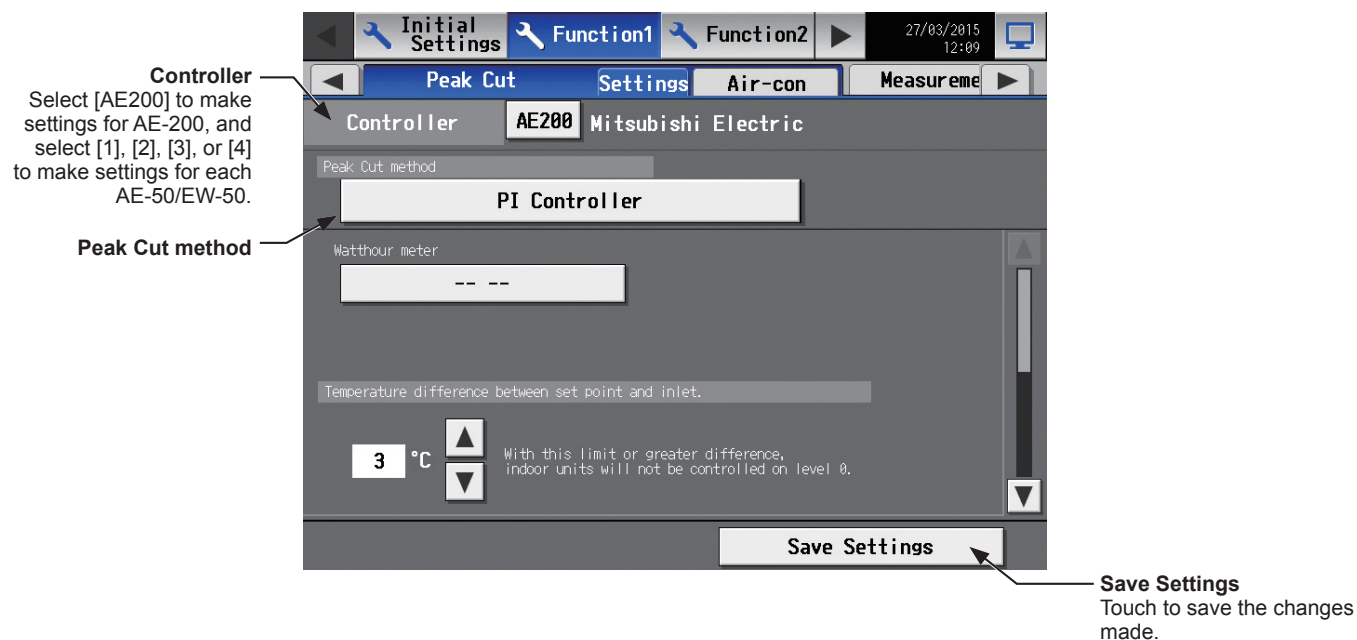 Initial
Settings
Function1
Function2
27/03/2015
12:09
Peak Cut
Settings
Air-con
Measureme
Controller
Select [AE200] to make
settings for AE-200, and
select [1], [2], [3], or [4]
to make settings for each
AE-50/EW-50.
Controller
AE200
Mitsubishi Electric
Peak Cut method
PI Controller
Peak Cut method
Watthour meter
-- --
Temperature difference between set point and inlet.
3 °C
With this limit or greater difference,
indoor units will not be controlled on level 0.
Save Settings
Save Settings
Touch to save the changes
made.